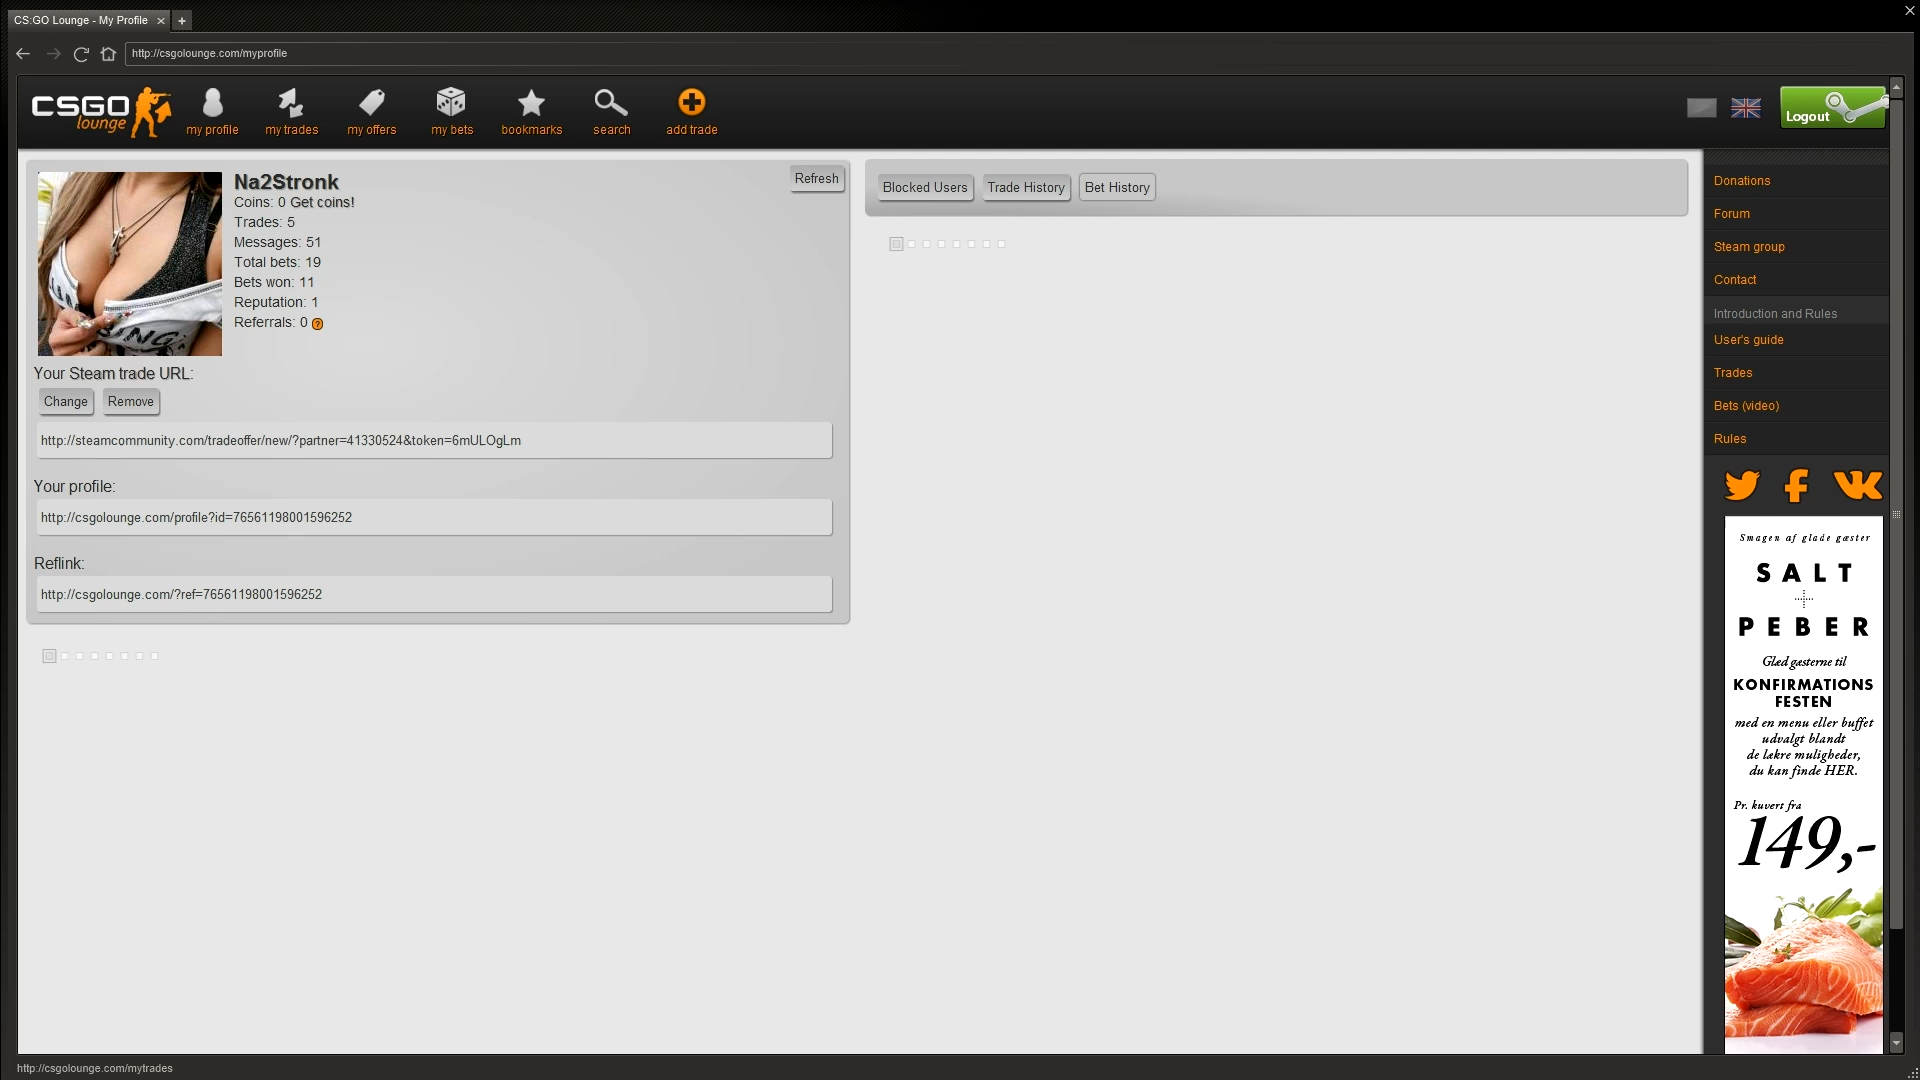 CS:GO Lounge - My Profile
http://csgolounge.com/myprofile
CSGO
lounge
my profile
my trades
my offers
my bets
bookmarks
search
add trade
Logout
Na2Stronk
Coins: 0 Get coins!
Trades: 5
Messages: 51
Total bets: 19
Bets won: 11
Reputation: 1
Referrals: 0 ?
Refresh
Your Steam trade URL:
Change Remove
http://steamcommunity.com/tradeoffer/new/?partner=41330524&token=6mULOgLm
Your profile:
http://csgolounge.com/profile?id=76561198001596252
Reflink:
http://csgolounge.com/?ref=76561198001596252
Blocked Users Trade History Bet History
Donations
Forum
Steam group
Contact
Introduction and Rules
User's guide
Trades
Bets (video)
Rules
Smagen af glade gæster
SALT
PEBER
Glæd gæsterne til
KONFIRMATIONS
FESTEN
med en menu eller buffet
udvalgt blandt
de lækre muligheder,
du kan finde HER.
Pr. kuvert fra
149,-
http://csgolounge.com/mytrades